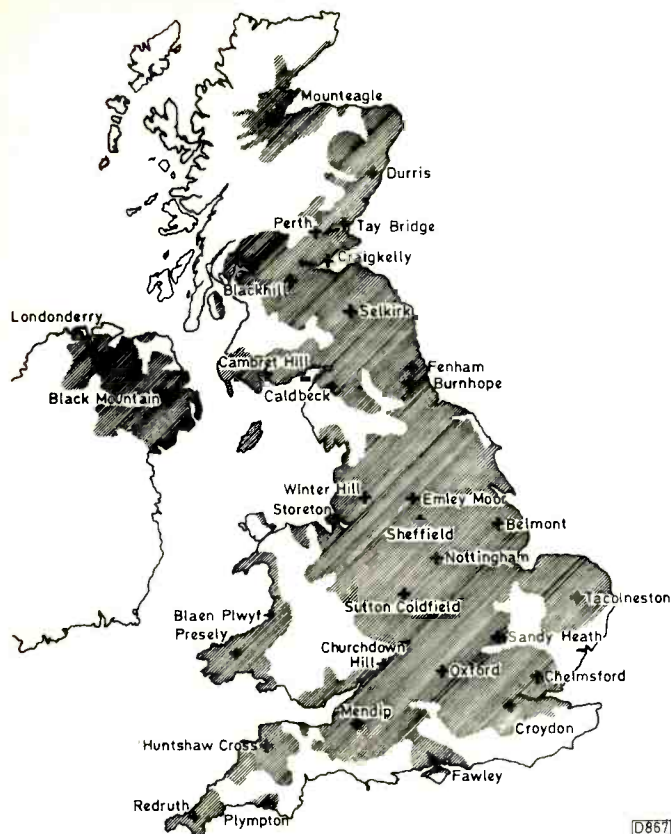 Mounteagle
Durris
Perth
Tay Bridge
Craigkelly
Blackhill
Londonderry
Selkirk
Cambret Hill
Fenham
Black Mountain
Caldbeck
Burnhope
Winter Hill
Emley Moor
Storeton
Belmont
Sheffield
Nottingham
Blaen Plwyf
Sutton Coldfield
Tacolneston
Presely
Churchdown
Hill
Sandy Heath
Oxford
Chelmsford
Mendip
Croydon
Huntshaw Cross
Fawley
Redruth
Plympton
D867